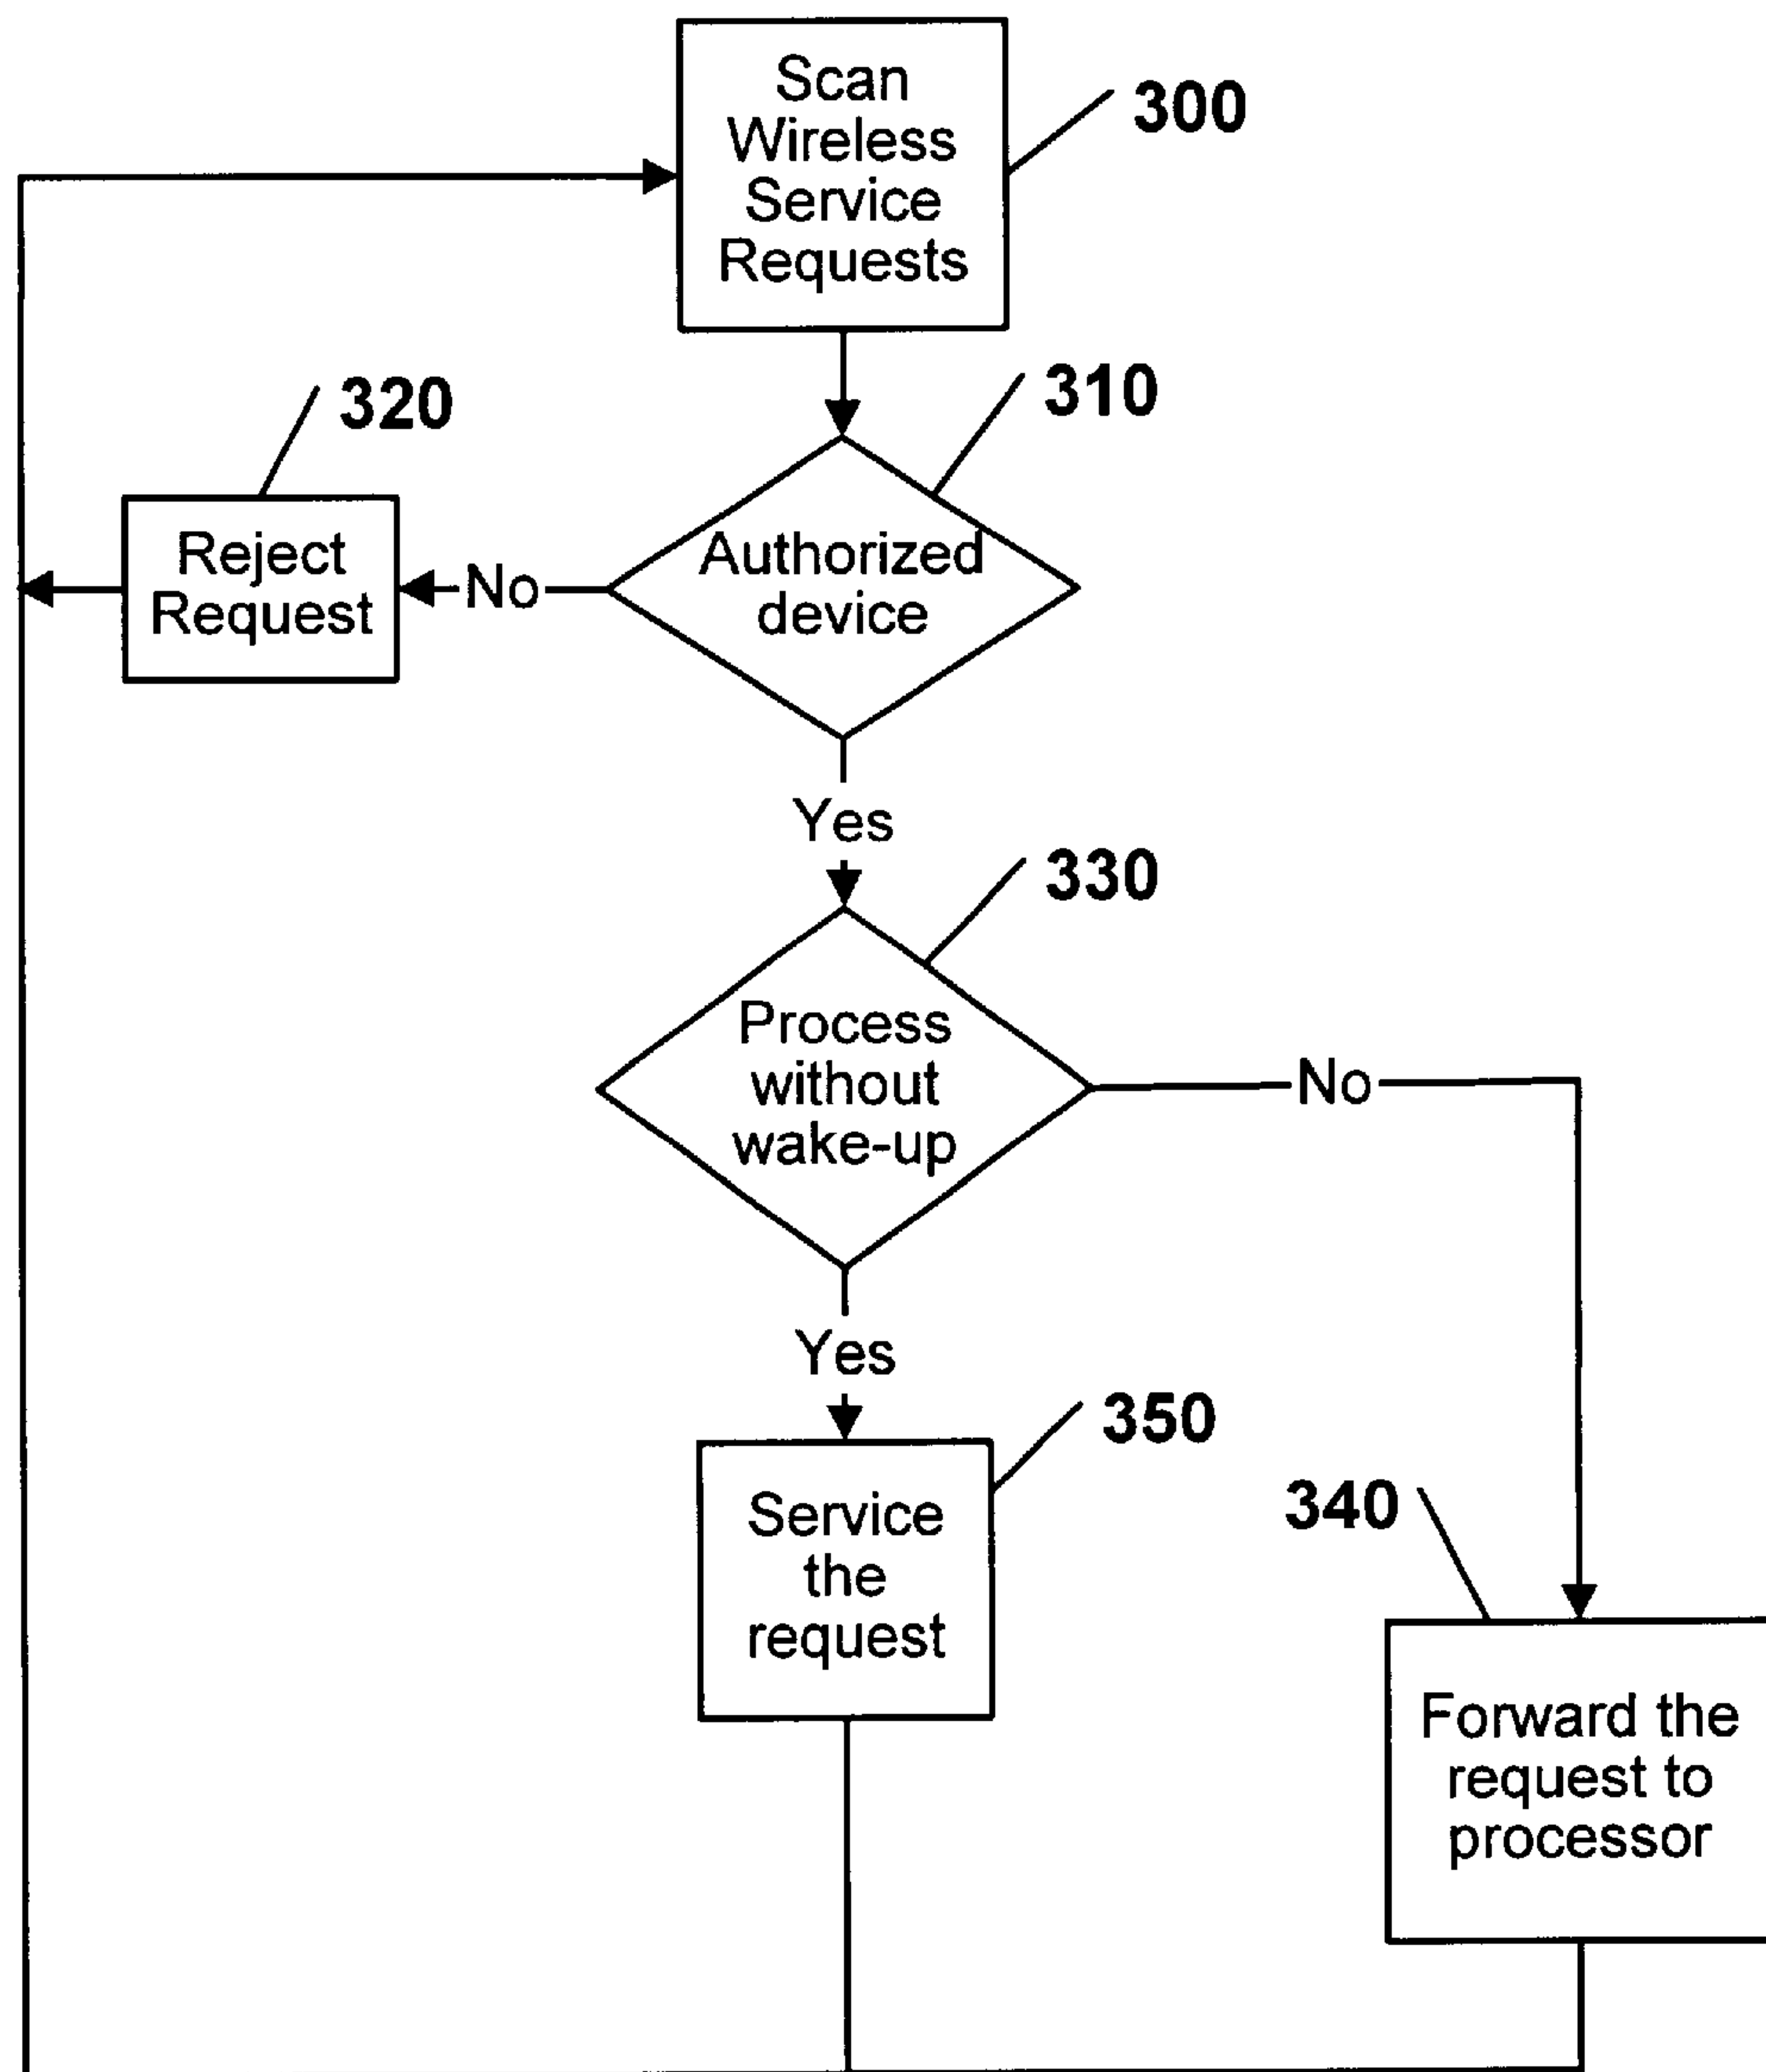 Scan
Wireless
Service
Requests
300
310
320
Authorized
device
No
Reject
Request
Yes
330
Process
without
wake-up
No
Yes
350
Service
the
request
340
Forward the
request to
processor